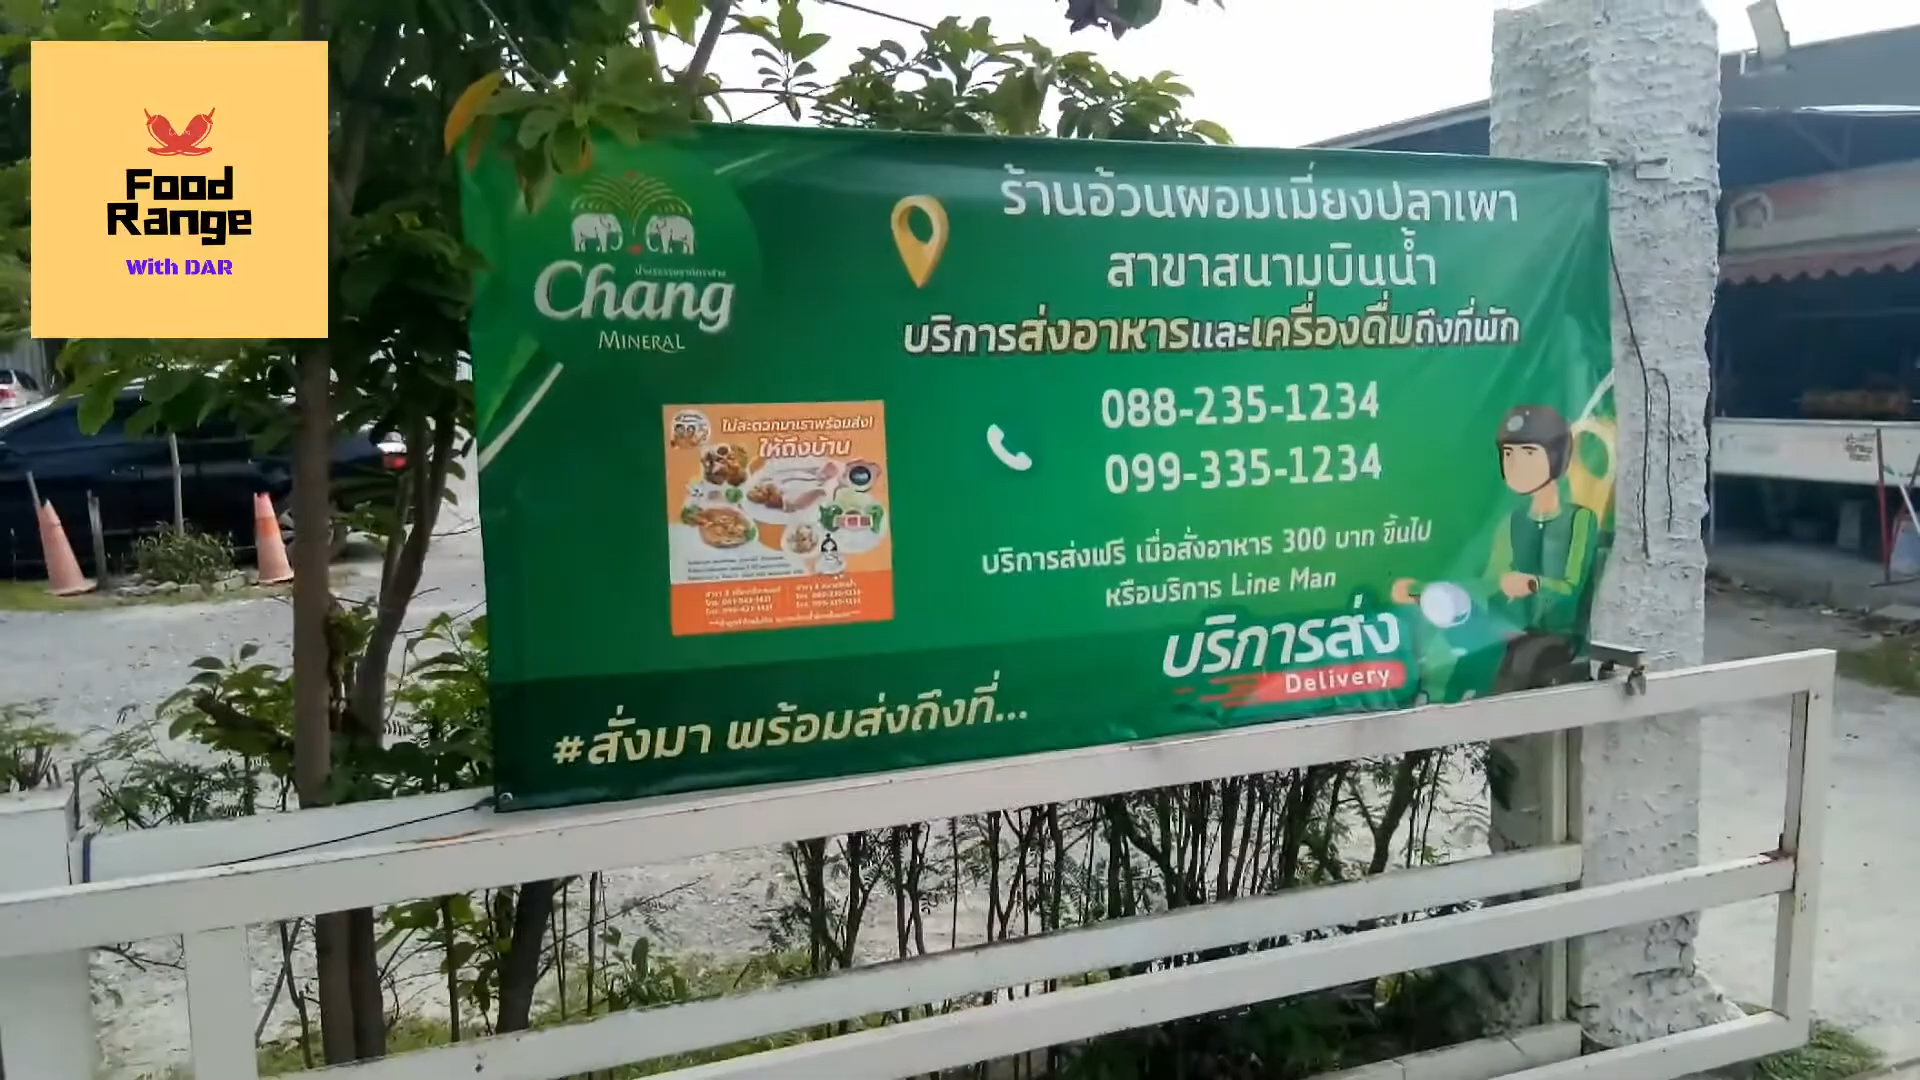 Food
Range
With DAR
Chang
MINERAL
ร้านอ้วนผอมเมี่ยงปลาเผา
สาขาสนามบินน้ำ
บริการส่งอาหารและเครื่องดื่มถึงที่พัก
088-235-1234
099-335-1234
บริการส่งฟรี เมื่อสั่งอาหาร 300 บาท ขึ้นไป
หรือบริการ Line Man
บริการส่ง
Delivery
ไม่สะดวกมาเราพร้อมส่ง!
ให้ถึงบ้าน
#สั่งมา พร้อมส่งถึงที่...